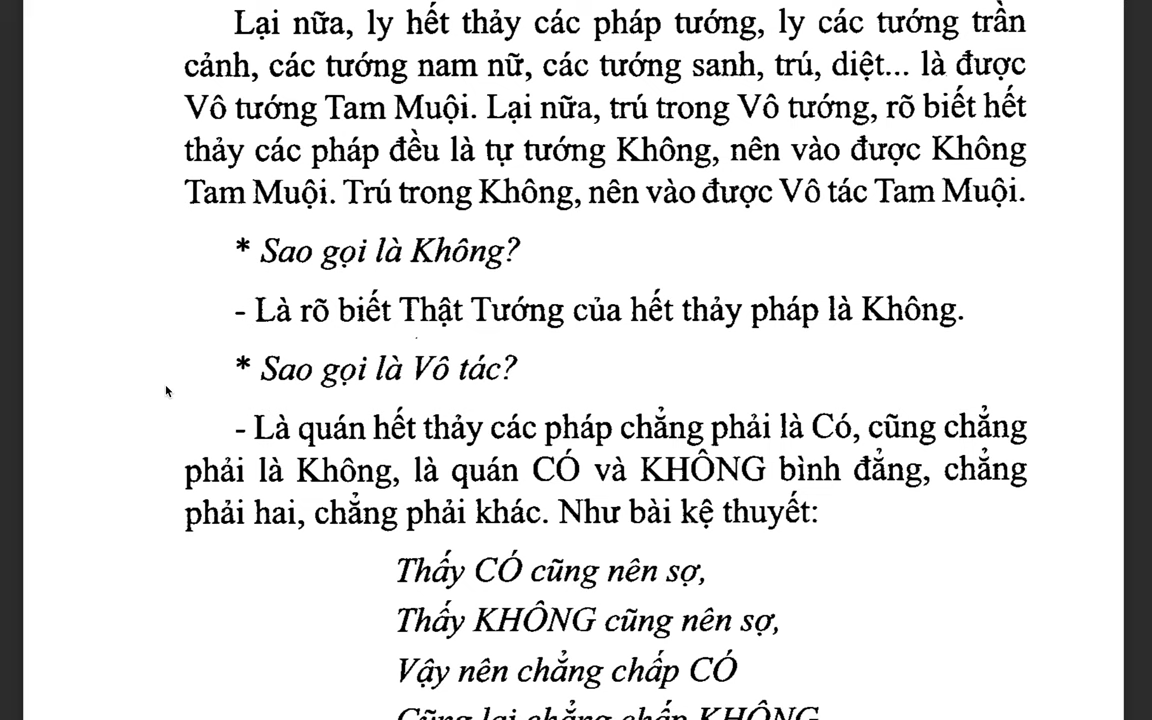 Lại nữa, ly hết thảy các pháp tướng, ly các tướng trần
cảnh, các tướng nam nữ, các tướng sanh, trú, diệt... là được
Vô tướng Tam Muội. Lại nữa, trú trong Vô tướng, rõ biết hết
thảy các pháp đều là tự tướng Không, nên vào được Không
Tam Muội. Trú trong Không, nên vào được Vô tác Tam Muội.
* Sao gọi là Không?
- Là rõ biết Thật Tướng của hết thảy pháp là Không.
* Sao gọi là Vô tác?
- Là quán hết thảy các pháp chẳng phải là Có, cũng chẳng
phải là Không, là quán CÓ và KHÔNG bình đẳng, chẳng
phải hai, chẳng phải khác. Như bài kệ thuyết:
Thấy CÓ cũng nên sợ,
Thấy KHÔNG cũng nên sợ,
Vậy nên chẳng chấp CÓ
Cũng lại chẳng chấp KHÔNG